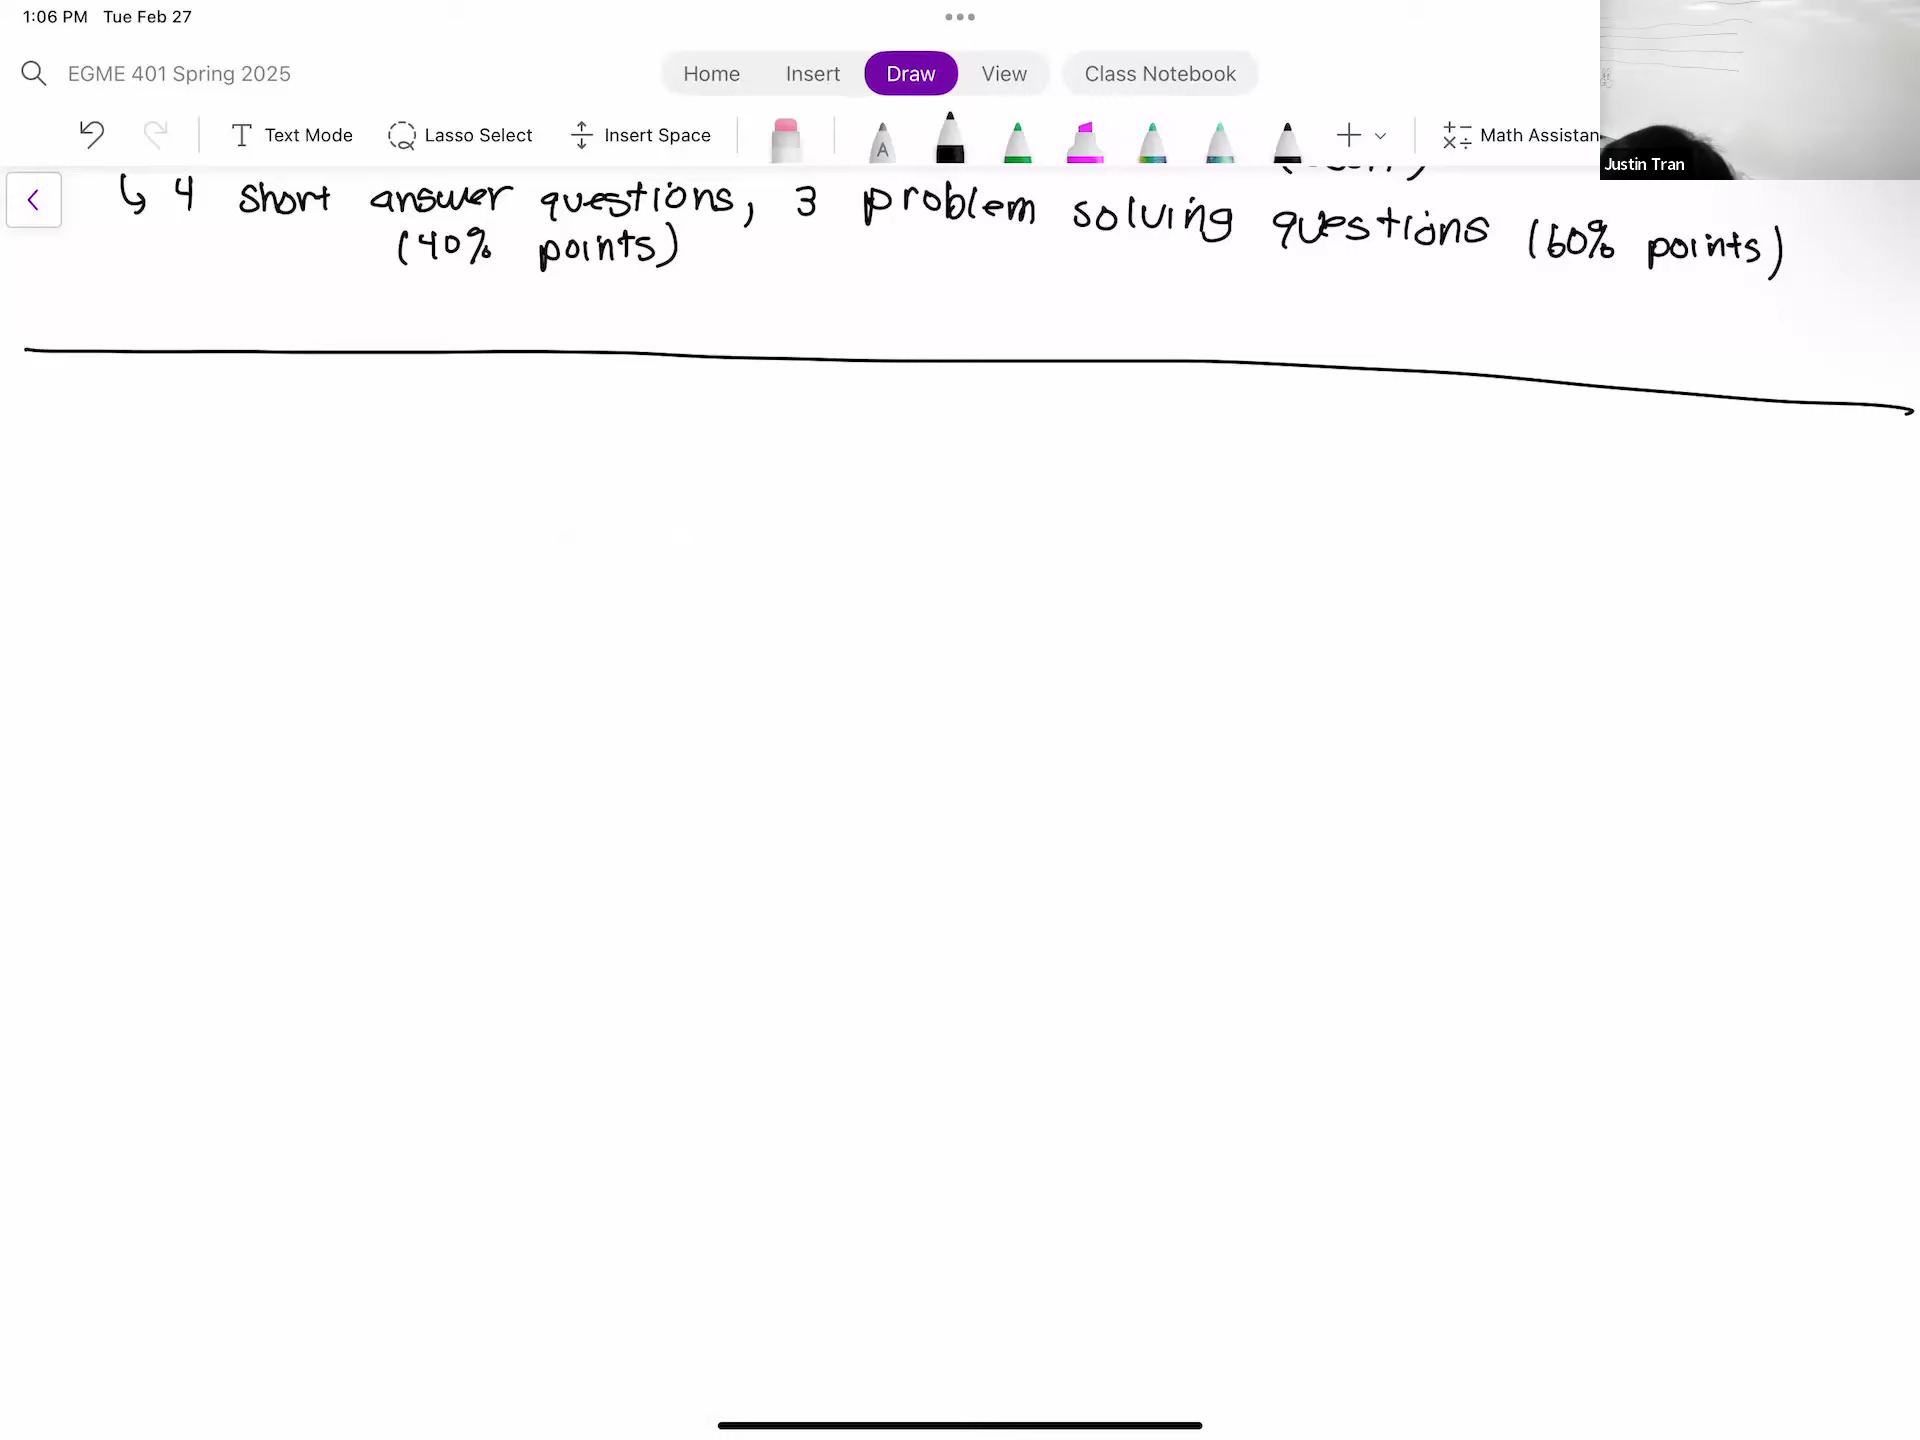 1:06 PM Tue Feb 27
EGME 401 Spring 2025
Home Insert Draw View Class Notebook
Text Mode Lasso Select Insert Space A Math Assistan
Justin Tran
↳ 4 short answer questions, 3 problem solving questions (60% points)
(40% points)